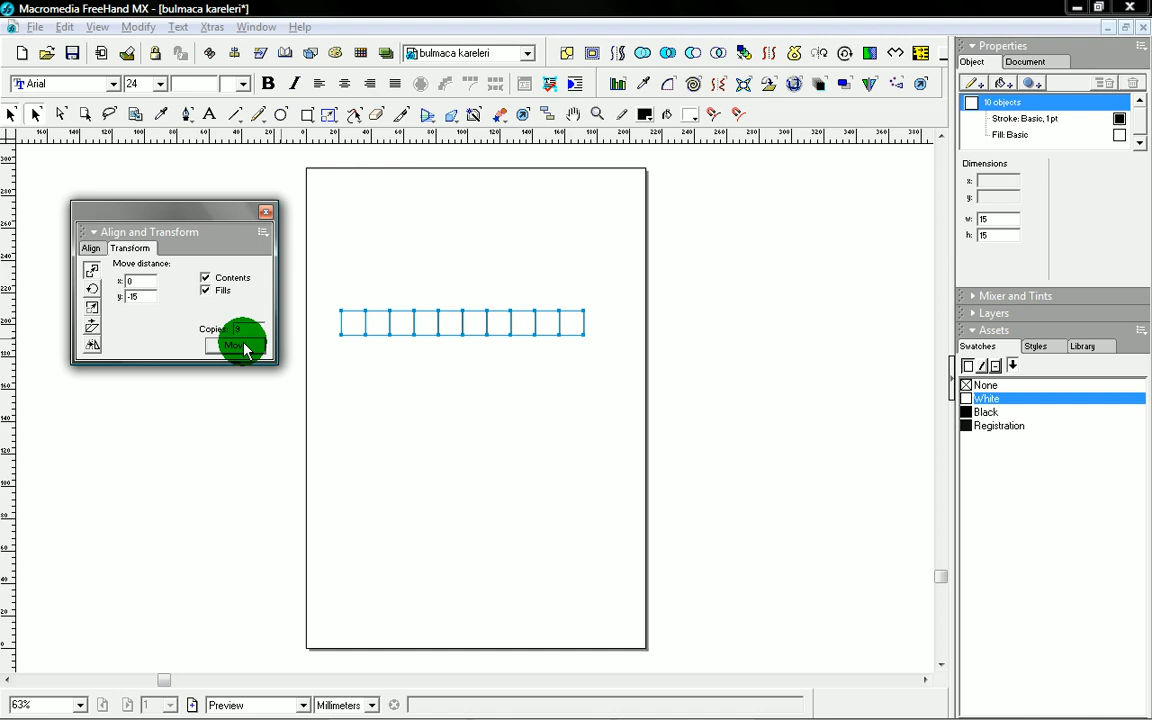 Macromedia FreeHand MX - [bulmaca kareleri*]
File Edit View Modify Text Xtras Window Help
bulmaca kareleri
Arial 24
Properties
Object Document
10 objects
Stroke: Basic, 1pt
Fill: Basic
Dimensions
x:
y:
w: 15
h: 15
Mixer and Tints
Layers
Assets
Swatches Styles Library
None
White
Black
Registration
Align and Transform
Align Transform
Move distance:
x: 0
y: -15
Contents
Fills
Copies: 9
Move
63% 1 Preview Millimeters